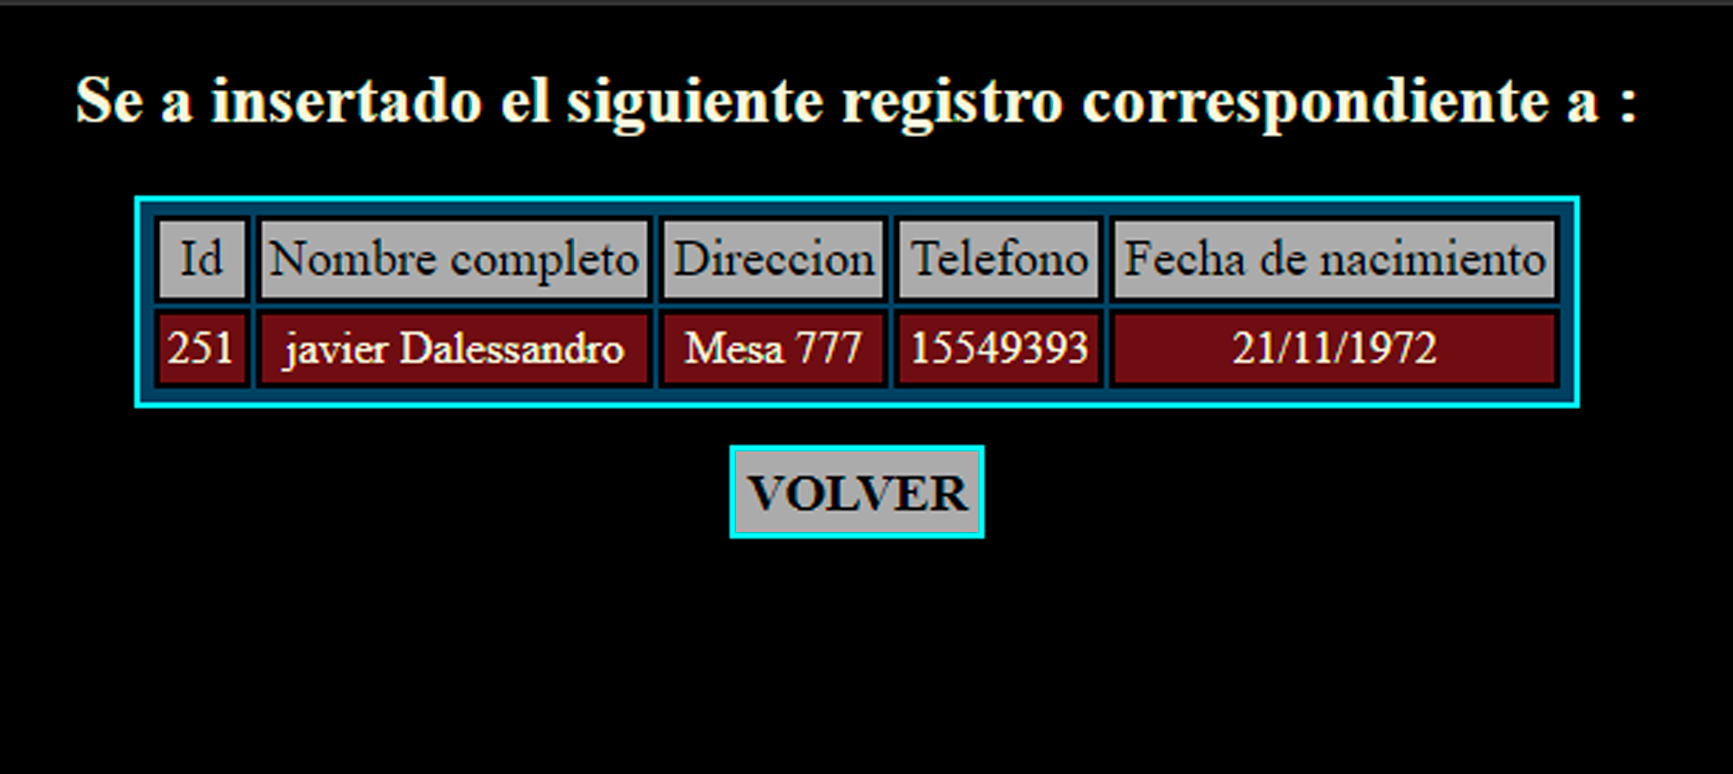 Se a insertado el siguiente registro correspondiente a :
Id Nombre completo Direccion Telefono Fecha de nacimiento
251 javier Dalessandro Mesa 777 15549393 21/11/1972
VOLVER